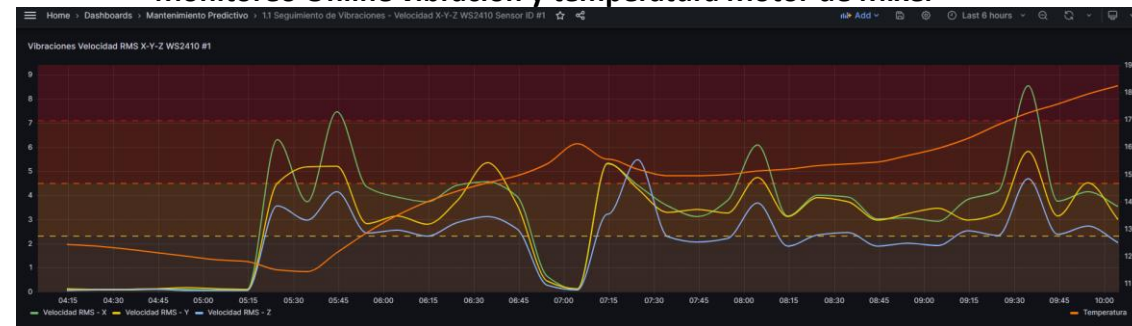 Monitoreo Online vibración y temperatura motor de mixer
Home › Dashboards › Mantenimiento Predictivo › 1.1 Seguimiento de Vibraciones - Velocidad X-Y-Z WS2410 Sensor ID #1
Add
Last 6 hours
Vibraciones Velocidad RMS X-Y-Z WS2410 #1
9
8
7
6
5
4
3
2
1
0
19
18
17
16
15
14
13
12
11
04:15 04:30 04:45 05:00 05:15 05:30 05:45 06:00 06:15 06:30 06:45 07:00 07:15 07:30 07:45 08:00 08:15 08:30 08:45 09:00 09:15 09:30 09:45 10:00
Velocidad RMS - X Velocidad RMS - Y Velocidad RMS - Z Temperatura